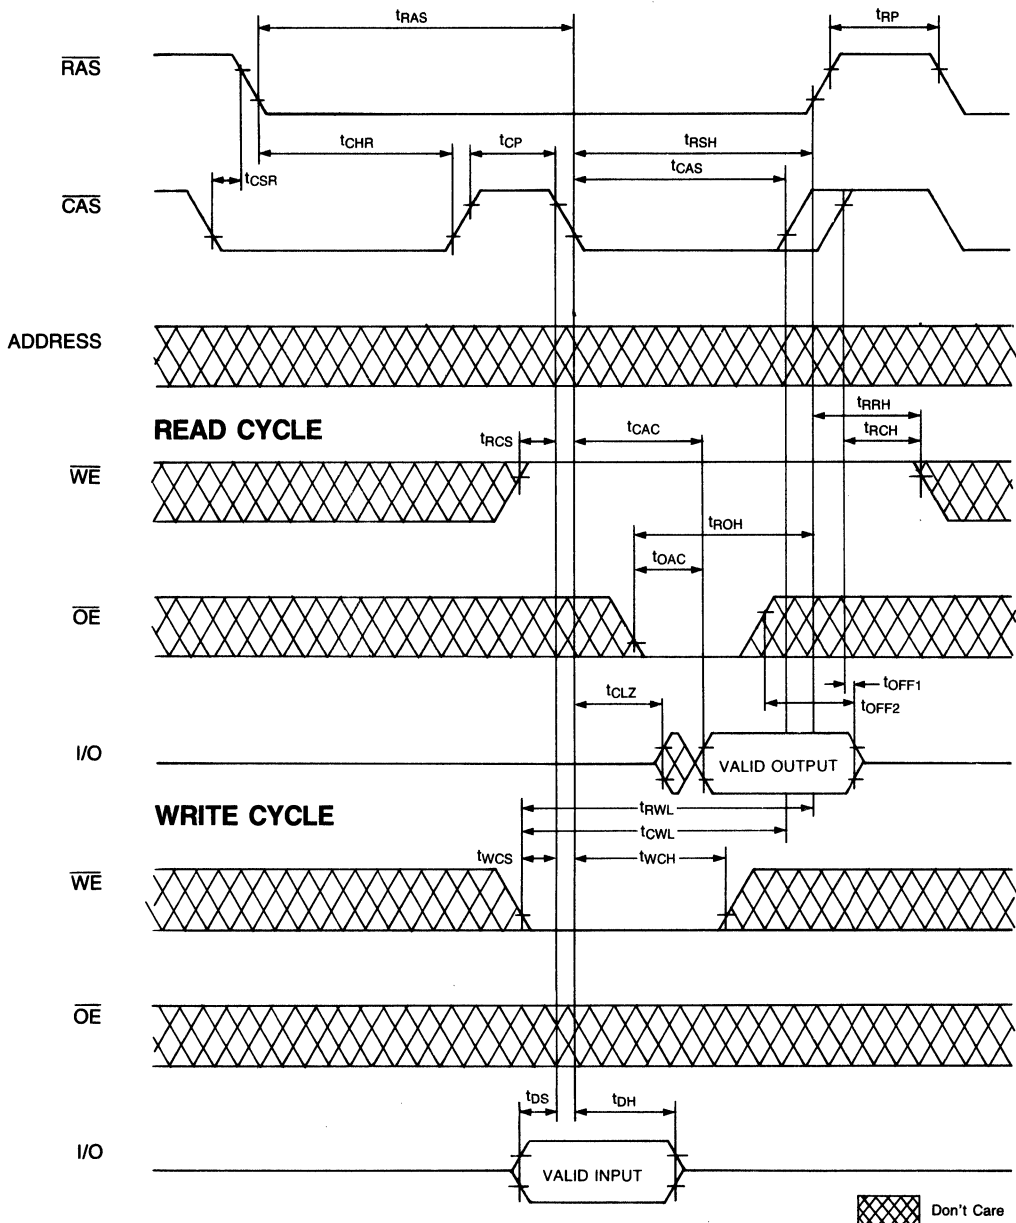 tRAS
tRP
RAS
tCHR
tCP
tRSH
tCSR
tCAS
CAS
ADDRESS
tRRH
READ CYCLE
tRCS
tCAC
tRCH
WE
tROH
tOAC
OE
tOFF1
tCLZ
tOFF2
I/O
VALID OUTPUT
tRWL
WRITE CYCLE
tCWL
tWCS
tWCH
WE
OE
tDS
tDH
I/O
VALID INPUT
Don't Care